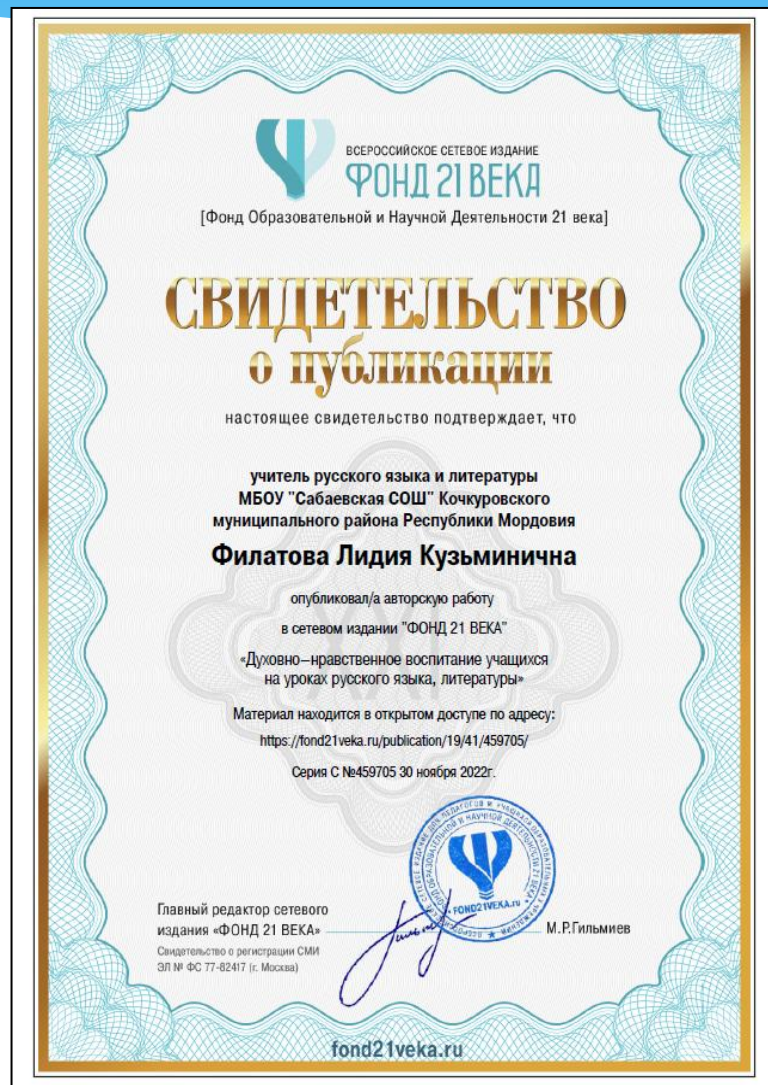 ВСЕРОССИЙСКОЕ СЕТЕВОЕ ИЗДАНИЕ
ФОНД 21 ВЕКА
[Фонд Образовательной и Научной Деятельности 21 века]
СВИДЕТЕЛЬСТВО
о публикации
настоящее свидетельство подтверждает, что
учитель русского языка и литературы
МБОУ "Сабаевская СОШ" Кочкуровского
муниципального района Республики Мордовия
Филатова Лидия Кузьминична
опубликовал/а авторскую работу
в сетевом издании "ФОНД 21 ВЕКА"
«Духовно–нравственное воспитание учащихся
на уроках русского языка, литературы»
Материал находится в открытом доступе по адресу:
https://fond21veka.ru/publication/19/41/459705/
Серия С №459705 30 ноября 2022г.
FOND21VEKA.ru
Главный редактор сетевого
издания «ФОНД 21 ВЕКА»
М.Р.Гильмиев
Свидетельство о регистрации СМИ
ЭЛ № ФС 77-62417 (г. Москва)
fond21veka.ru